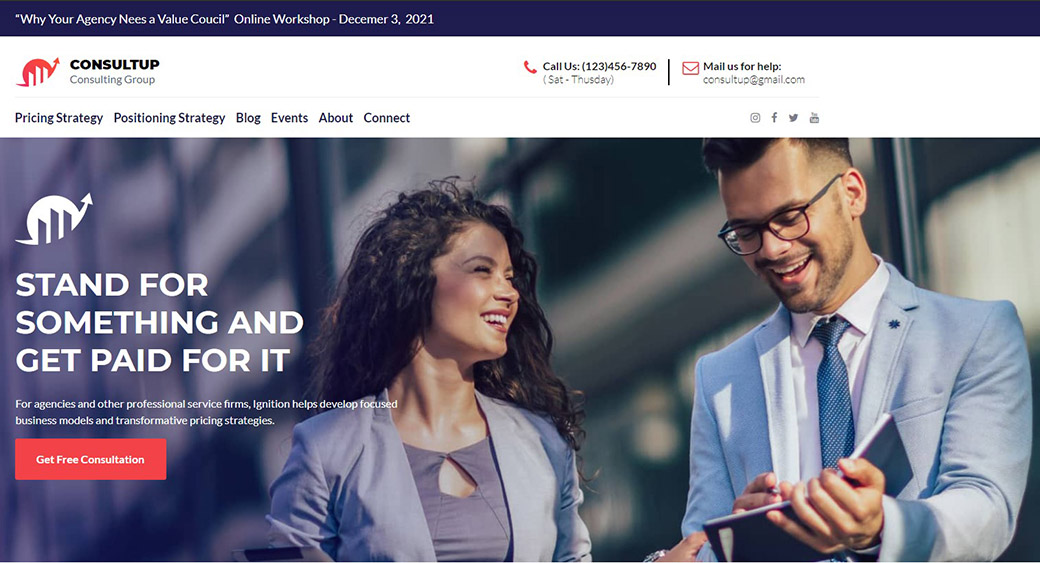 "Why Your Agency Nees a Value Coucil" Online Workshop - Decemer 3, 2021
CONSULTUP
Consulting Group
Call Us: (123)456-7890
( Sat - Thusday)
Mail us for help:
consultup@gmail.com
Pricing Strategy Positioning Strategy Blog Events About Connect
STAND FOR
SOMETHING AND
GET PAID FOR IT
For agencies and other professional service firms, Ignition helps develop focused
business models and transformative pricing strategies.
Get Free Consultation